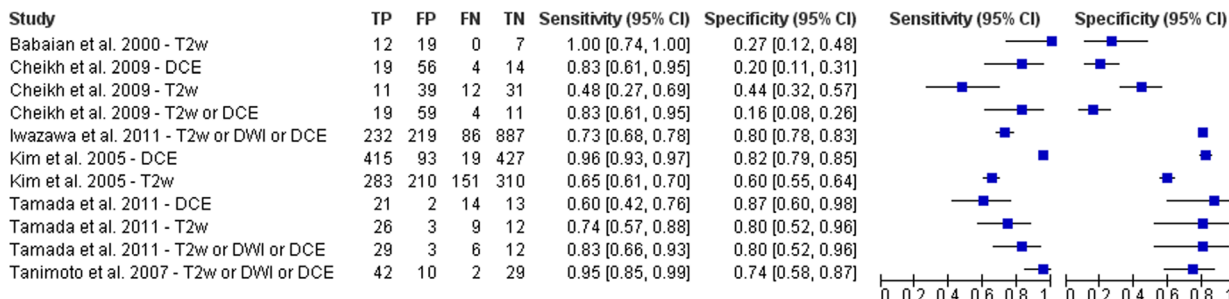 Study TP FP FN TN Sensitivity (95% CI) Specificity (95% CI) Sensitivity (95% CI) Specificity (95% CI)
Babaian et al. 2000 - T2w 12 19 0 7 1.00 [0.74, 1.00] 0.27 [0.12, 0.48]
Cheikh et al. 2009 - DCE 19 56 4 14 0.83 [0.61, 0.95] 0.20 [0.11, 0.31]
Cheikh et al. 2009 - T2w 11 39 12 31 0.48 [0.27, 0.69] 0.44 [0.32, 0.57]
Cheikh et al. 2009 - T2w or DCE 19 59 4 11 0.83 [0.61, 0.95] 0.16 [0.08, 0.26]
Iwazawa et al. 2011 - T2w or DWI or DCE 232 219 86 887 0.73 [0.68, 0.78] 0.80 [0.78, 0.83]
Kim et al. 2005 - DCE 415 93 19 427 0.96 [0.93, 0.97] 0.82 [0.79, 0.85]
Kim et al. 2005 - T2w 283 210 151 310 0.65 [0.61, 0.70] 0.60 [0.55, 0.64]
Tamada et al. 2011 - DCE 21 2 14 13 0.60 [0.42, 0.76] 0.87 [0.60, 0.98]
Tamada et al. 2011 - T2w 26 3 9 12 0.74 [0.57, 0.88] 0.80 [0.52, 0.96]
Tamada et al. 2011 - T2w or DWI or DCE 29 3 6 12 0.83 [0.66, 0.93] 0.80 [0.52, 0.96]
Tanimoto et al. 2007 - T2w or DWI or DCE 42 10 2 29 0.95 [0.85, 0.99] 0.74 [0.58, 0.87]
0 0.2 0.4 0.6 0.8 1 0 0.2 0.4 0.6 0.8 1